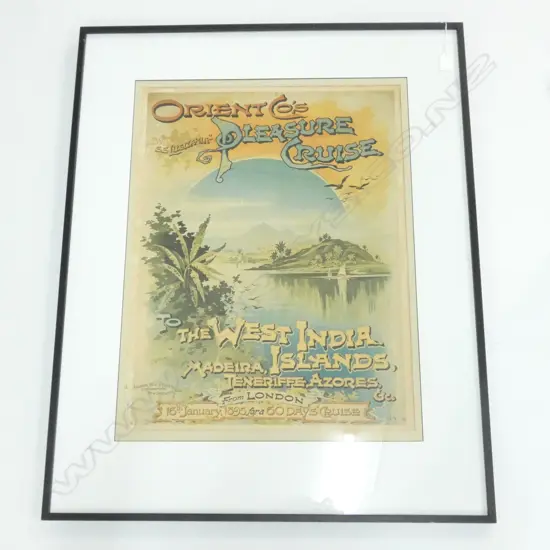 ORIENT CO'S
PLEASURE
CRUISE
TO
THE WEST INDIA
ISLANDS,
MADEIRA,
TENERIFFE, AZORES,
&c
From LONDON
16th January, 1895, for a 60 DAYS' CRUISE